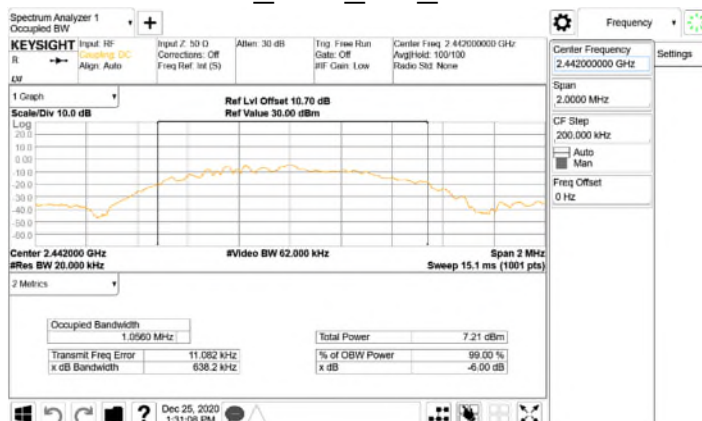 Spectrum Analyzer 1
Occupied BW
Frequency
KEYSIGHT
R
Input: RF
Coupling: DC
Align: Auto
Input Z: 50 Ω
Corrections: Off
Freq Ref: Int (S)
Atten: 30 dB
Trig: Free Run
Gate: Off
#IF Gain: Low
Center Freq: 2.442000000 GHz
Avg|Hold: 100/100
Radio Std: None
Center Frequency
2.442000000 GHz
Settings
Span
2.0000 MHz
CF Step
200.000 kHz
Auto
Man
Freq Offset
0 Hz
1 Graph
Scale/Div 10.0 dB
Ref Lvl Offset 10.70 dB
Ref Value 30.00 dBm
Log
20.0
10.0
0.00
-10.0
-20.0
-30.0
-40.0
-50.0
-60.0
Center 2.442000 GHz
#Res BW 20.000 kHz
#Video BW 62.000 kHz
Span 2 MHz
Sweep 15.1 ms (1001 pts)
2 Metrics
Occupied Bandwidth
1.0560 MHz
Total Power 7.21 dBm
Transmit Freq Error 11.082 kHz
% of OBW Power 99.00 %
x dB Bandwidth 638.2 kHz
x dB -6.00 dB
?
Dec 25, 2020
1:31:08 PM